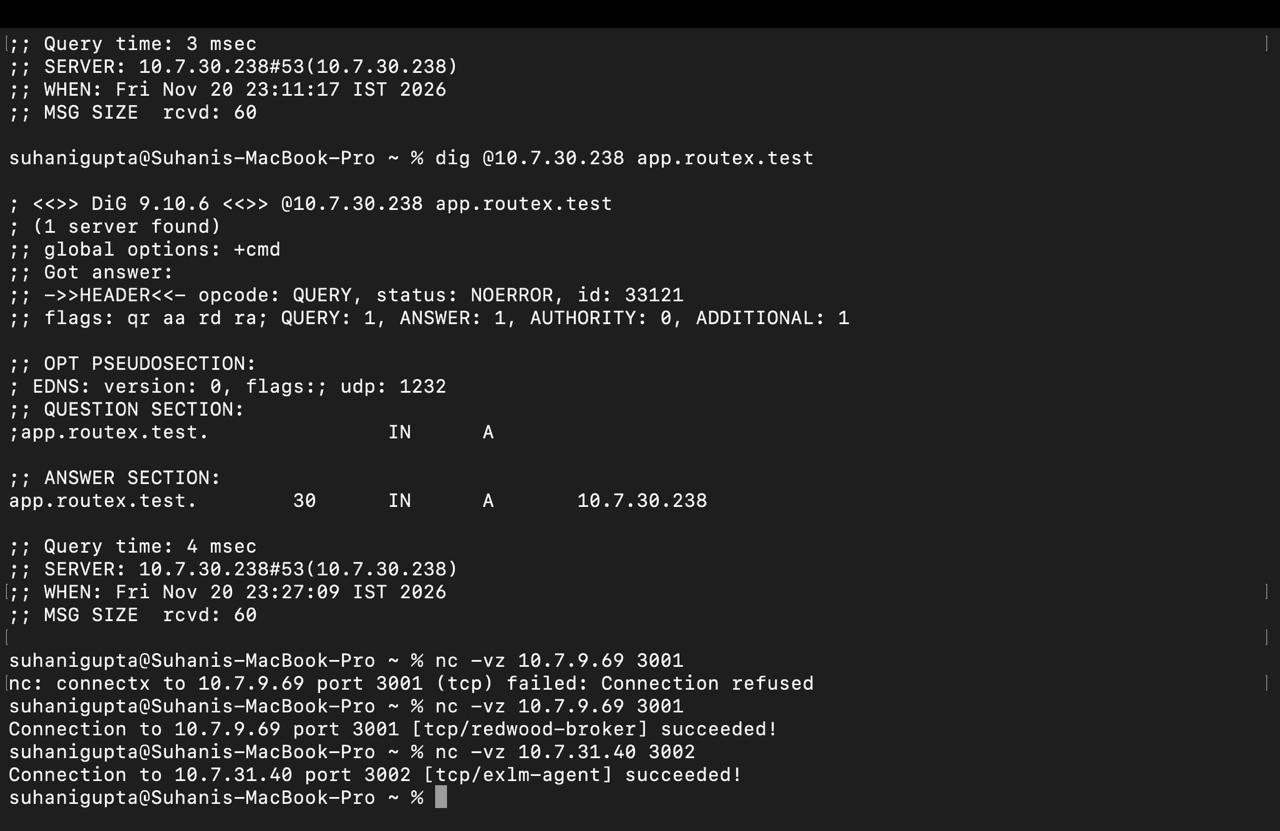 ;; Query time: 3 msec
;; SERVER: 10.7.30.238#53(10.7.30.238)
;; WHEN: Fri Nov 20 23:11:17 IST 2026
;; MSG SIZE  rcvd: 60
suhanigupta@Suhanis-MacBook-Pro ~ % dig @10.7.30.238 app.routex.test
; <<>> DiG 9.10.6 <<>> @10.7.30.238 app.routex.test
; (1 server found)
;; global options: +cmd
;; Got answer:
;; ->>HEADER<<- opcode: QUERY, status: NOERROR, id: 33121
;; flags: qr aa rd ra; QUERY: 1, ANSWER: 1, AUTHORITY: 0, ADDITIONAL: 1
;; OPT PSEUDOSECTION:
; EDNS: version: 0, flags:; udp: 1232
;; QUESTION SECTION:
;app.routex.test.		IN	A
;; ANSWER SECTION:
app.routex.test.	30	IN	A	10.7.30.238
;; Query time: 4 msec
;; SERVER: 10.7.30.238#53(10.7.30.238)
;; WHEN: Fri Nov 20 23:27:09 IST 2026
;; MSG SIZE  rcvd: 60
suhanigupta@Suhanis-MacBook-Pro ~ % nc -vz 10.7.9.69 3001
nc: connectx to 10.7.9.69 port 3001 (tcp) failed: Connection refused
suhanigupta@Suhanis-MacBook-Pro ~ % nc -vz 10.7.9.69 3001
Connection to 10.7.9.69 port 3001 [tcp/redwood-broker] succeeded!
suhanigupta@Suhanis-MacBook-Pro ~ % nc -vz 10.7.31.40 3002
Connection to 10.7.31.40 port 3002 [tcp/exlm-agent] succeeded!
suhanigupta@Suhanis-MacBook-Pro ~ %